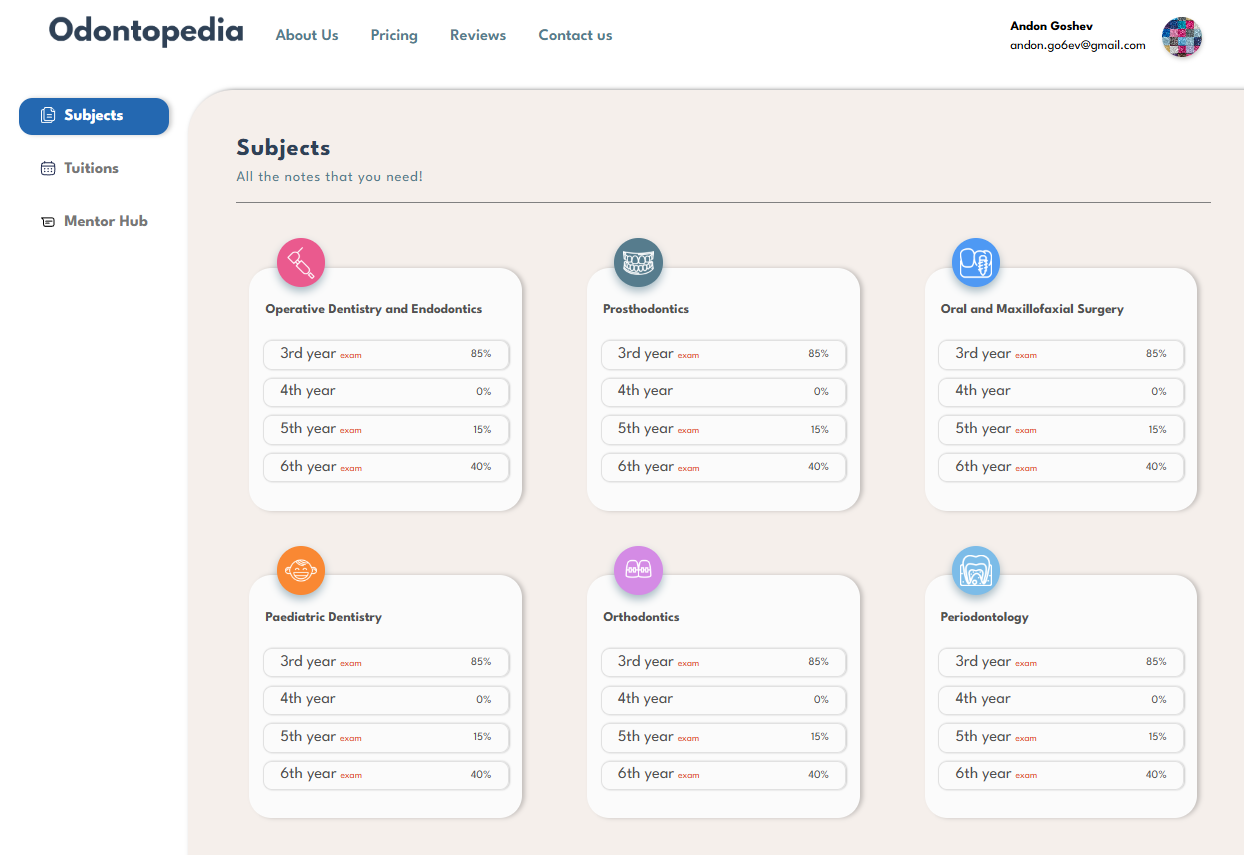 Odontopedia
About Us
Pricing
Reviews
Contact us
Andon Goshev
andon.go6ev@gmail.com
Subjects
Tuitions
Mentor Hub
Subjects
All the notes that you need!
Operative Dentistry and Endodontics
3rd year exam 85%
4th year 0%
5th year exam 15%
6th year exam 40%
Prosthodontics
3rd year exam 85%
4th year 0%
5th year exam 15%
6th year exam 40%
Oral and Maxillofaxial Surgery
3rd year exam 85%
4th year 0%
5th year exam 15%
6th year exam 40%
Paediatric Dentistry
3rd year exam 85%
4th year 0%
5th year exam 15%
6th year exam 40%
Orthodontics
3rd year exam 85%
4th year 0%
5th year exam 15%
6th year exam 40%
Periodontology
3rd year exam 85%
4th year 0%
5th year exam 15%
6th year exam 40%